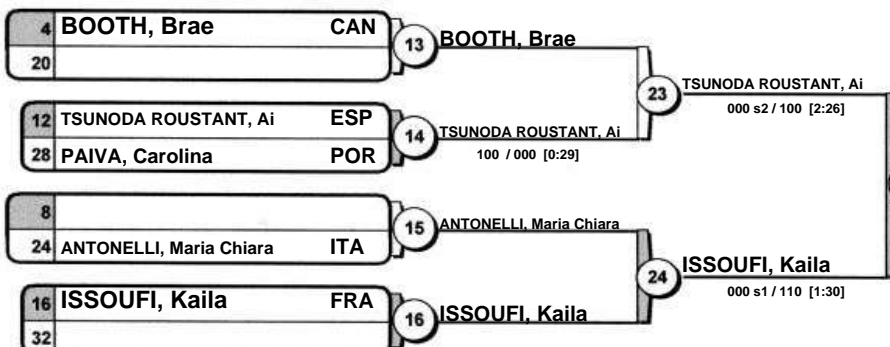 4 BOOTH, Brae CAN
20
13 BOOTH, Brae
12 TSUNODA ROUSTANT, Ai ESP
28 PAIVA, Carolina POR
14 TSUNODA ROUSTANT, Ai
100 / 000 [0:29]
23 TSUNODA ROUSTANT, Ai
000 s2 / 100 [2:26]
8
24 ANTONELLI, Maria Chiara ITA
15 ANTONELLI, Maria Chiara
16 ISSOUFI, Kaila FRA
32
16 ISSOUFI, Kaila
24 ISSOUFI, Kaila
000 s1 / 110 [1:30]